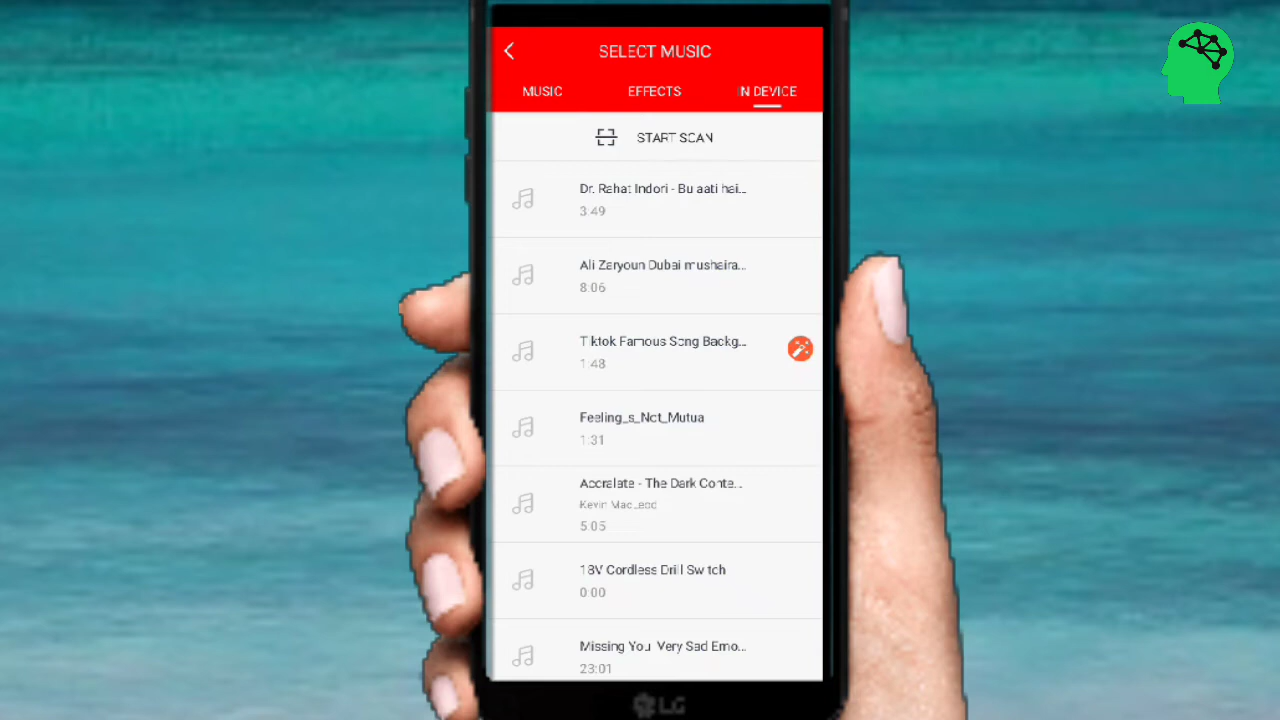 SELECT MUSIC
MUSIC EFFECTS IN DEVICE
START SCAN
Dr. Rahat Indori - Bu aati hai...
3:49
Ali Zaryoun Dubai mushaira...
8:06
Tiktok Famous Song Backg...
1:48
Feeling_s_Not_Mutua
1:31
Accralate - The Dark Conte...
Kevin MacLeod
5:05
18V Cordless Drill Switch
0:00
Missing You Very Sad Emo...
23:01
LG